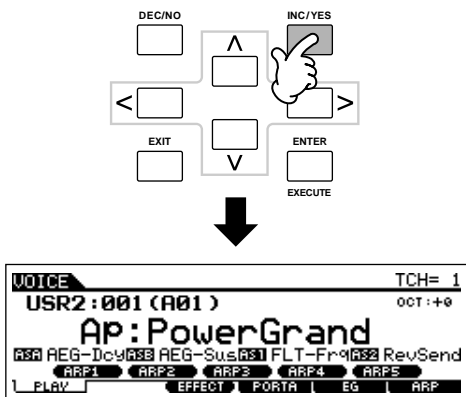 DEC/NO INC/YES
∧
< >
EXIT ∨ ENTER
EXECUTE
VOICE TCH= 1
USR2:001(A01) OCT:+0
AP:PowerGrand
ASA AEG-Dcy ASB AEG-Sus AS1 FLT-Frq AS2 RevSend
ARP1 ARP2 ARP3 ARP4 ARP5
PLAY EFFECT PORTA EG ARP